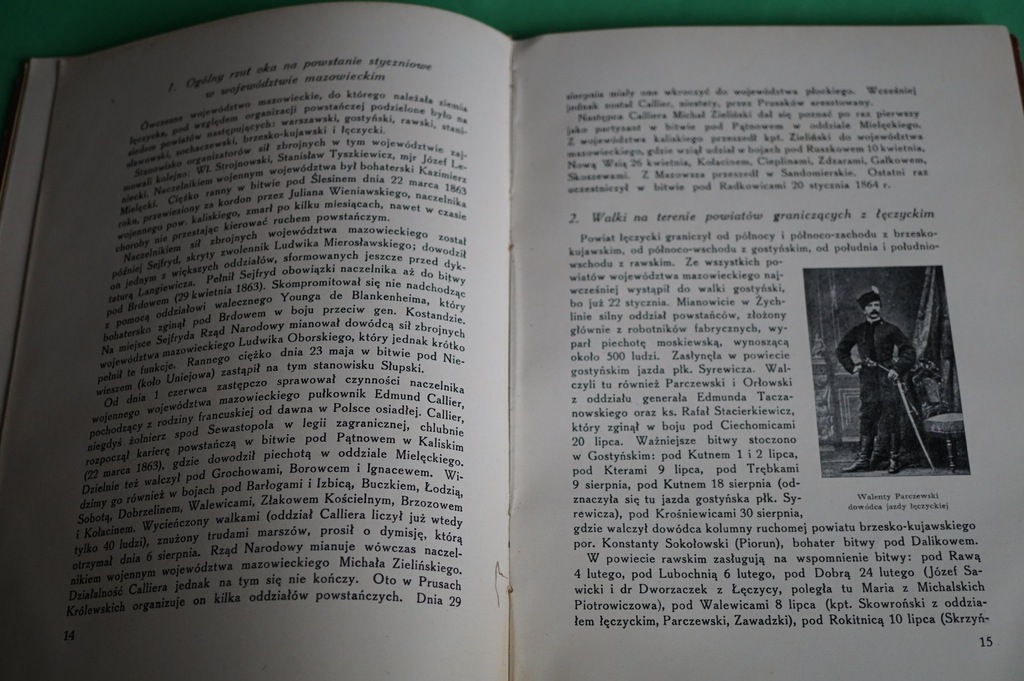 1. Ogólny rzut oka na powstanie styczniowe
w województwie mazowieckim
Ówczesne województwo mazowieckie, do którego należała ziemia
łęczycka, pod względem organizacji powstańczej podzielone było na
siedem powiatów następujących: warszawski, gostyński, rawski, stani-
sławowski, sochaczewski, brzesko-kujawski i łęczycki.
Stanowisko organizatorów sił zbrojnych w tym województwie zaj-
mowali kolejno: Wł. Strojnowski, Stanisław Tyszkiewicz, mjr Józef Le-
niecki. Naczelnikiem wojennym województwa był bohaterski Kazimierz
Mielęcki. Ciężko ranny w bitwie pod Ślesinem dnia 22 marca 1863
roku, przewieziony za kordon przez Juliana Wieniawskiego, naczelnika
wojennego pow. kaliskiego, zmarł po kilku miesiącach, nawet w czasie
choroby nie przestając kierować ruchem powstańczym.
Naczelnikiem sił zbrojnych województwa mazowieckiego został
później Sejfryd, skryty zwolennik Ludwika Mierosławskiego; dowodził
on jednym z większych oddziałów, sformowanych jeszcze przed dyk-
taturą Langiewicza. Pełnił Sejfryd obowiązki naczelnika aż do bitwy
pod Brdowem (29 kwietnia 1863). Skompromitował się nie nadchodząc
z pomocą oddziałowi walecznego Younga de Blankenheima, który
bohatersko zginął pod Brdowem w boju przeciw gen. Kostandzie.
Na miejsce Sejfryda Rząd Narodowy mianował dowódcą sił zbrojnych
województwa mazowieckiego Ludwika Oborskiego, który jednak krótko
pełnił te funkcje. Rannego ciężko dnia 23 maja w bitwie pod Nie-
wieszem (koło Uniejowa) zastąpił na tym stanowisku Słupski.
Od dnia 1 czerwca zastępczo sprawował czynności naczelnika
wojennego województwa mazowieckiego pułkownik Edmund Callier,
pochodzący z rodziny francuskiej od dawna w Polsce osiadłej. Callier,
niegdyś żołnierz spod Sewastopola w legii zagranicznej, chlubnie
rozpoczął karierę powstańczą w bitwie pod Pątnowem w Kaliskim
(22 marca 1863), gdzie dowodził piechotą w oddziale Mielęckiego.
Dzielnie też walczył pod Grochowami, Borowcem i Ignacewem. Wi-
dzimy go również w bojach pod Barłogami i Izbicą, Buczkiem, Łodzią,
Sobotą, Dobrzelinem, Walewicami, Złakowem Kościelnym, Brzozowem
i Kołacinem. Wycieńczony walkami (oddział Calliera liczył już wtedy
tylko 40 ludzi), znużony trudami marszów, prosił o dymisję, którą
otrzymał dnia 6 sierpnia. Rząd Narodowy mianuje wówczas naczel-
nikiem wojennym województwa mazowieckiego Michała Zielińskiego.
Działalność Calliera jednak na tym się nie kończy. Oto w Prusach
Królewskich organizuje on kilka oddziałów powstańczych. Dnia 29
14
sierpnia miały one wkroczyć do województwa płockiego. Wcześniej
jednak został Callier, niestety, przez Prusaków aresztowany.
Następca Calliera Michał Zieliński dał się poznać po raz pierwszy
jako partyzant w bitwie pod Pątnowem w oddziale Mielęckiego.
Z województwa kaliskiego przeszedł kpt. Zieliński do województwa
mazowieckiego, gdzie wziął udział w bojach pod Russkowem 10 kwietnia,
Nową Wsią 26 kwietnia, Kołacinem, Cieplinami, Zdzarami, Gałkowem,
Skoszewami. Z Mazowsza przeszedł w Sandomierskie. Ostatni raz
uczestniczył w bitwie pod Radkowicami 20 stycznia 1864 r.
2. Walki na terenie powiatów graniczących z łęczyckim
Powiat łęczycki graniczył od północy i północo-zachodu z brzesko-
kujawskim, od północo-wschodu z gostyńskim, od południa i południo-
wschodu z rawskim. Ze wszystkich po-
wiatów województwa mazowieckiego naj-
wcześniej wystąpił do walki gostyński,
bo już 22 stycznia. Mianowicie w Żych-
linie silny oddział powstańców, złożony
głównie z robotników fabrycznych, wy-
parł piechotę moskiewską, wynoszącą
około 500 ludzi. Zasłynęła w powiecie
gostyńskim jazda płk. Syrewicza. Wal-
czyli tu również Parczewski i Orłowski
z oddziału generała Edmunda Tacza-
nowskiego oraz ks. Rafał Stacierkiewicz,
który zginął w boju pod Ciechomicami
20 lipca. Ważniejsze bitwy stoczono
w Gostyńskim: pod Kutnem 1 i 2 lipca,
pod Kterami 9 lipca, pod Trębkami
9 sierpnia, pod Kutnem 18 sierpnia (od-
znaczyła się tu jazda gostyńska płk. Sy-
rewicza), pod Krośniewicami 30 sierpnia,
gdzie walczył dowódca kolumny ruchomej powiatu brzesko-kujawskiego
por. Konstanty Sokołowski (Piorun), bohater bitwy pod Dalikowem.
W powiecie rawskim zasługują na wspomnienie bitwy: pod Rawą
4 lutego, pod Lubochnią 6 lutego, pod Dobrą 24 lutego (Józef Sa-
wicki i dr Dworzaczek z Łęczycy, poległa tu Maria z Michalskich
Piotrowiczowa), pod Walewicami 8 lipca (kpt. Skowroński z oddzia-
łem łęczyckim, Parczewski, Zawadzki), pod Rokitnicą 10 lipca (Skrzyń-
Walenty Parczewski
dowódca jazdy łęczyckiej
15